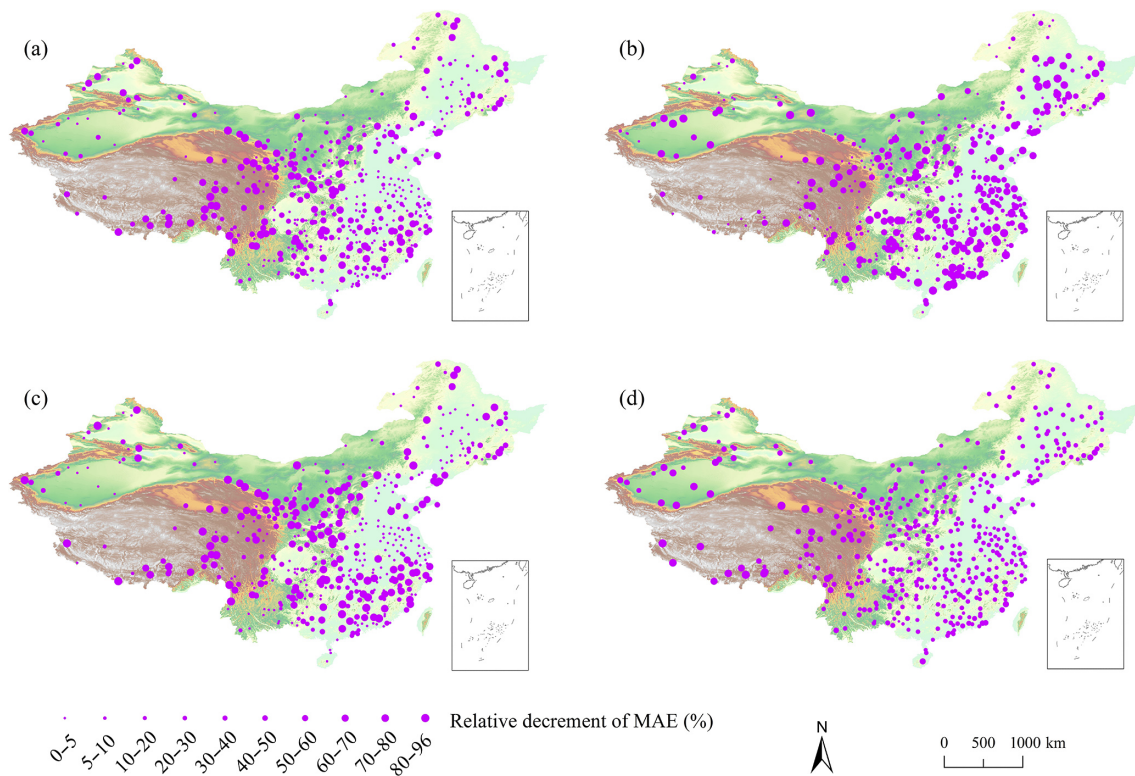 (a)
(b)
(c)
(d)
0–5
5–10
10–20
20–30
30–40
40–50
50–60
60–70
70–80
80–96
Relative decrement of MAE (%)
N
0 500 1000 km